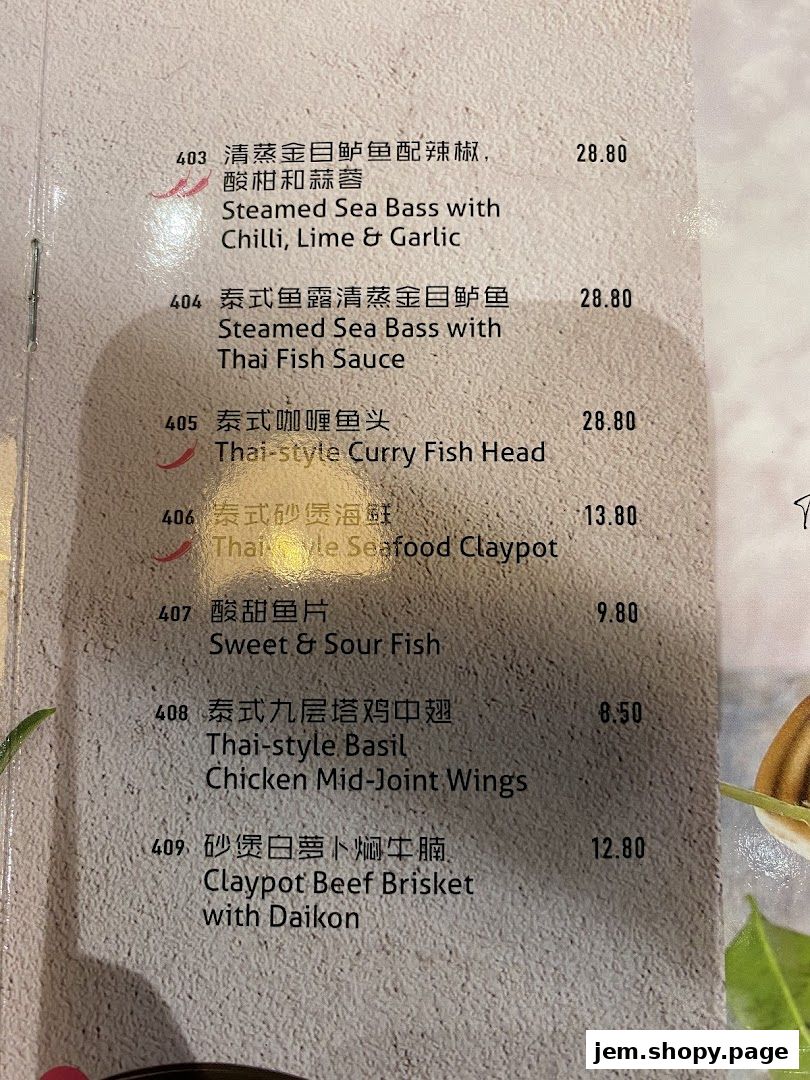 403 清蒸金目鲈鱼配辣椒, 28.80
酸柑和蒜蓉
Steamed Sea Bass with
Chilli, Lime & Garlic
404 泰式鱼露清蒸金目鲈鱼 28.80
Steamed Sea Bass with
Thai Fish Sauce
405 泰式咖喱鱼头 28.80
Thai-style Curry Fish Head
406 泰式砂煲海鲜 13.80
Thai-style Seafood Claypot
407 酸甜鱼片 9.80
Sweet & Sour Fish
408 泰式九层塔鸡中翅 8.50
Thai-style Basil
Chicken Mid-Joint Wings
409 砂煲白萝卜焖牛腩 12.80
Claypot Beef Brisket
with Daikon
jem.shopy.page